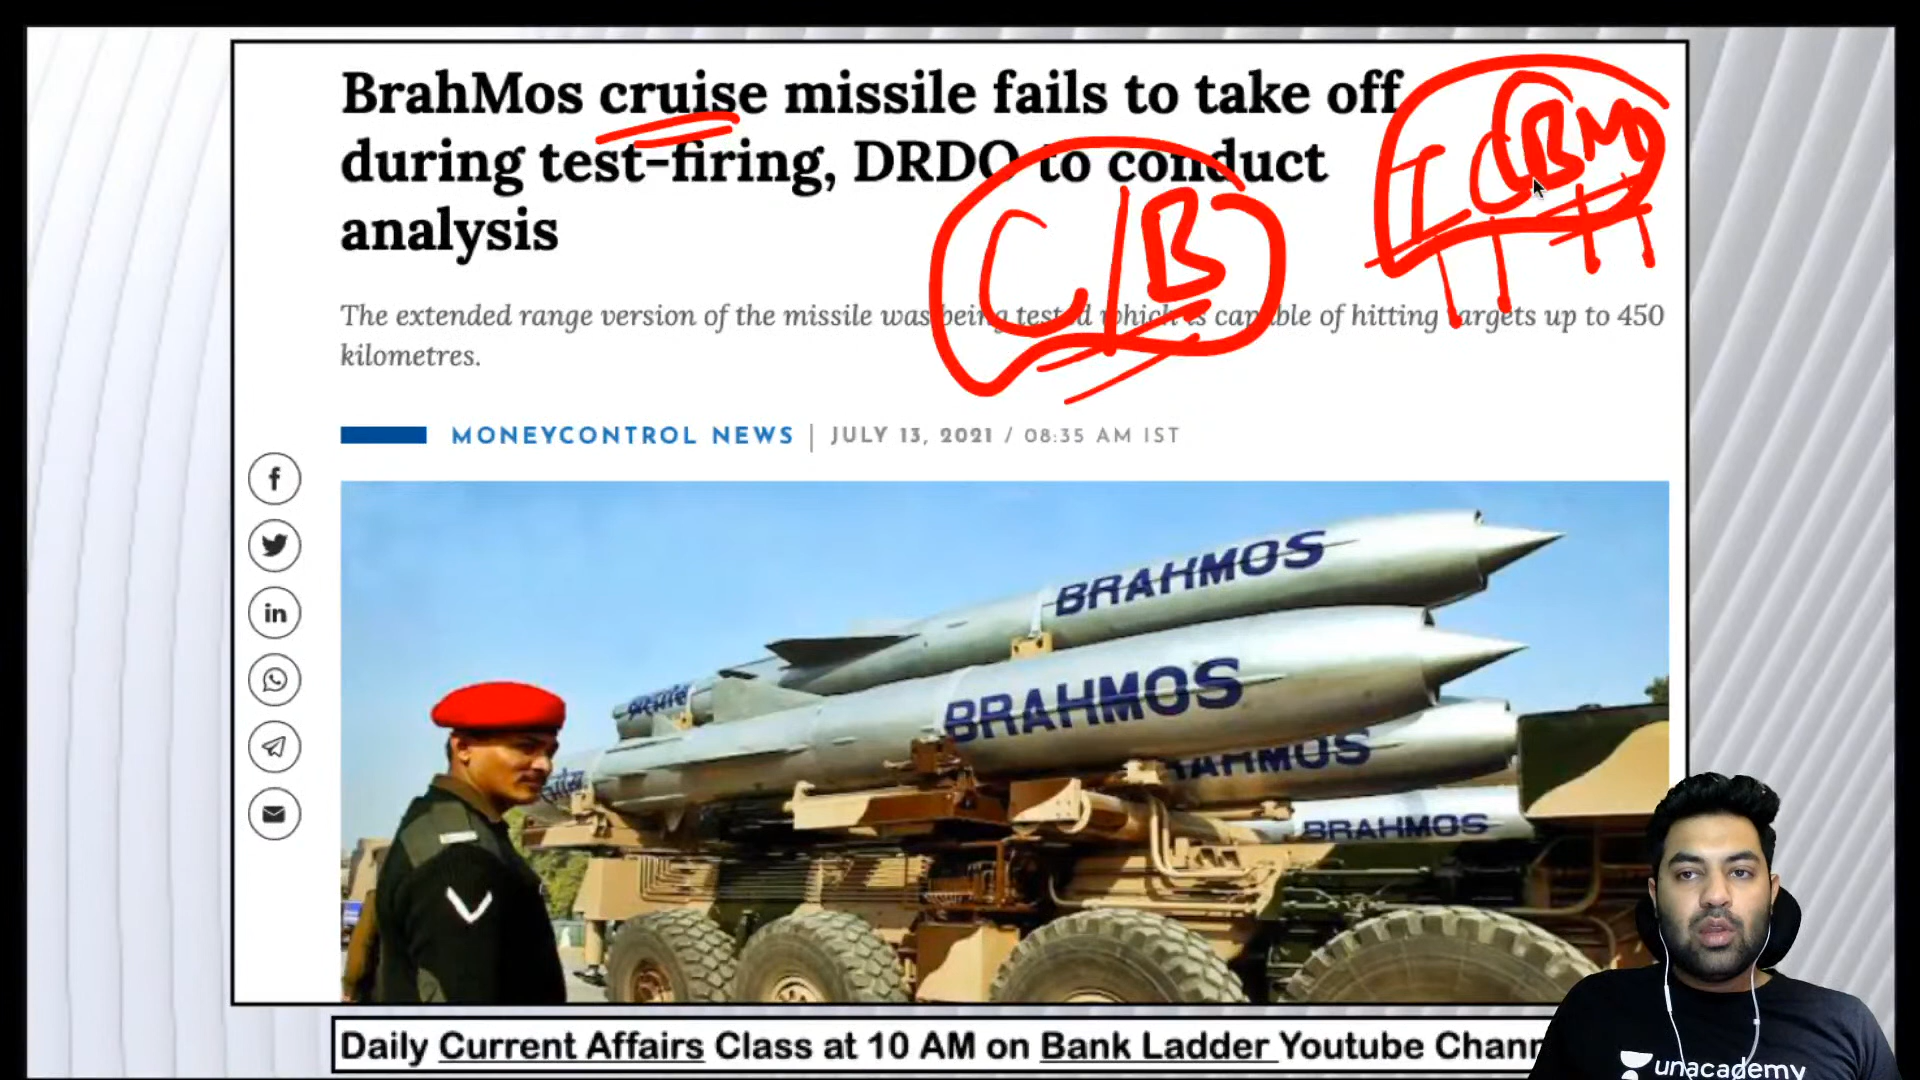 BrahMos cruise missile fails to take off
during test-firing, DRDO to conduct
analysis
ICBM
C/B
The extended range version of the missile was being tested which is capable of hitting targets up to 450
kilometres.
MONEYCONTROL NEWS | JULY 13, 2021 / 08:35 AM IST
BRAHMOS
BRAHMOS
BRAHMOS
BRAHMOS
Daily Current Affairs Class at 10 AM on Bank Ladder Youtube Chann
unacademy